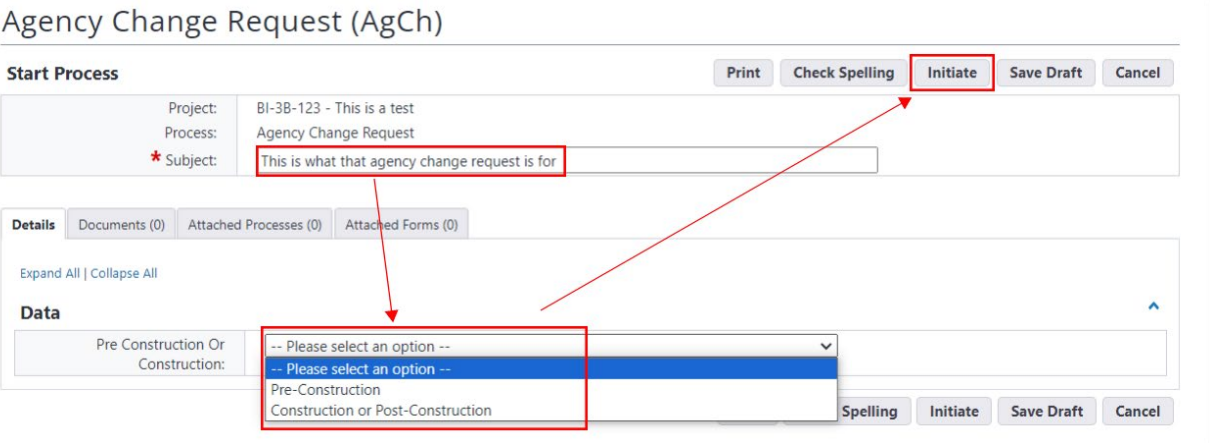 Agency Change Request (AgCh)
Start Process
Print Check Spelling Initiate Save Draft Cancel
Project: BI-3B-123 - This is a test
Process: Agency Change Request
* Subject: This is what that agency change request is for
Details Documents (0) Attached Processes (0) Attached Forms (0)
Expand All | Collapse All
Data
Pre Construction Or
Construction:
-- Please select an option --
-- Please select an option --
Pre-Construction
Construction or Post-Construction
Spelling Initiate Save Draft Cancel